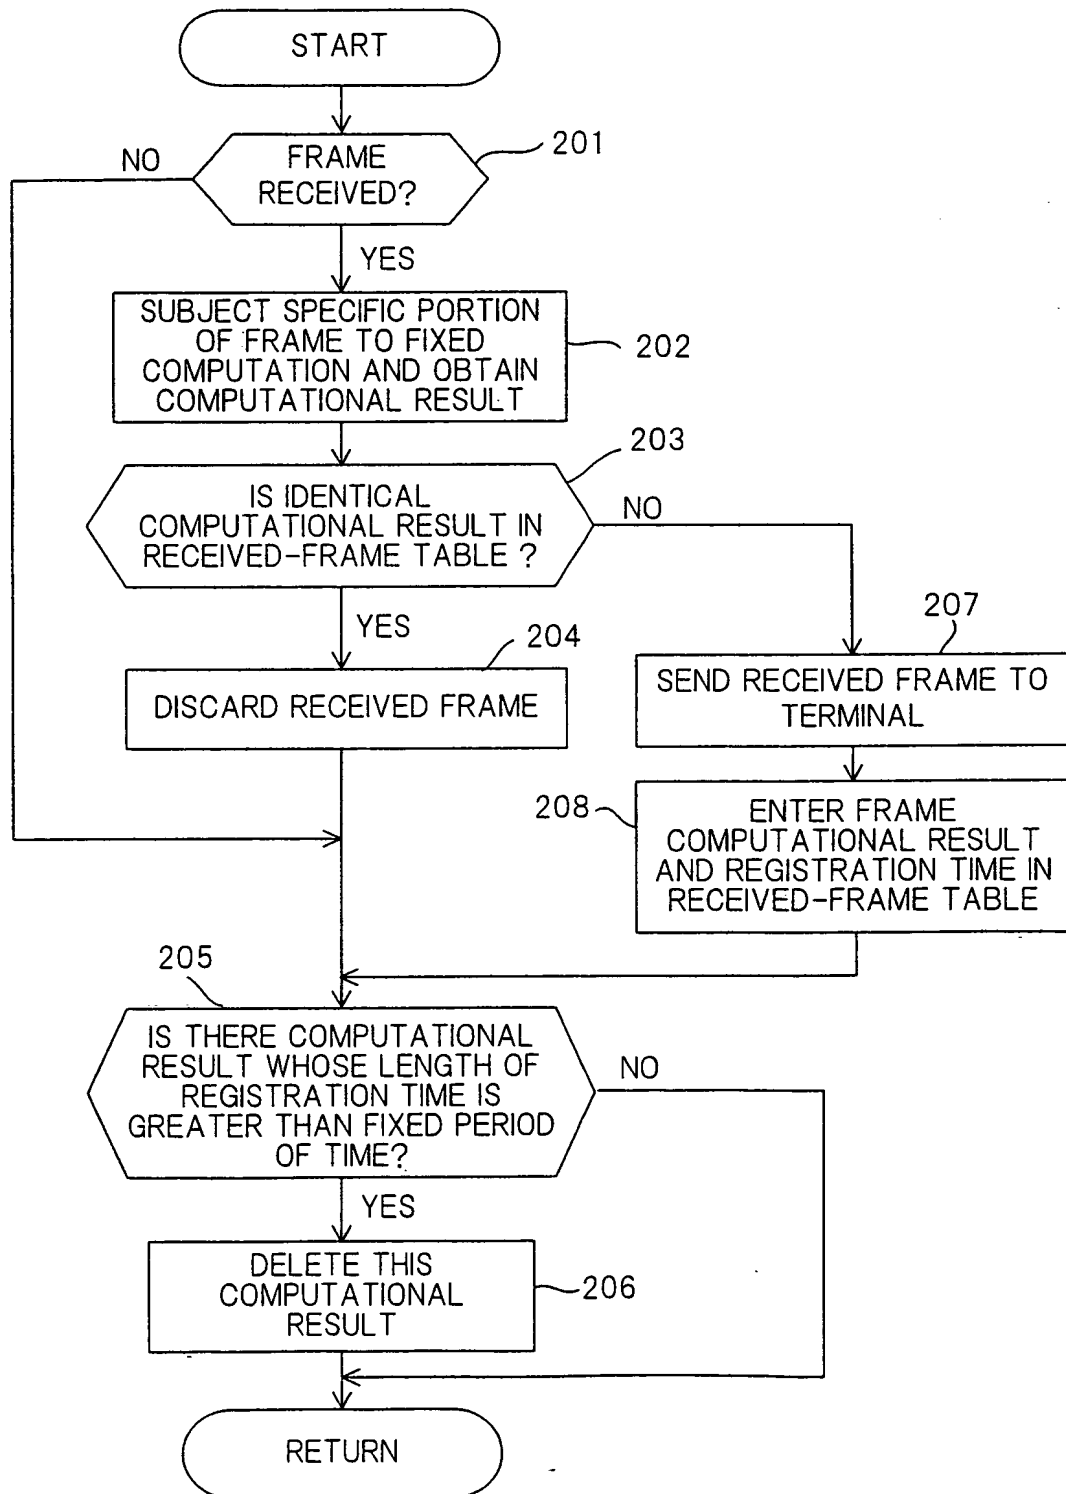 START
FRAME
RECEIVED?
201
NO
YES
SUBJECT SPECIFIC PORTION
OF FRAME TO FIXED
COMPUTATION AND OBTAIN
COMPUTATIONAL RESULT
202
203
IS IDENTICAL
COMPUTATIONAL RESULT IN
RECEIVED-FRAME TABLE ?
NO
YES
204
DISCARD RECEIVED FRAME
207
SEND RECEIVED FRAME TO
TERMINAL
208
ENTER FRAME
COMPUTATIONAL RESULT
AND REGISTRATION TIME IN
RECEIVED-FRAME TABLE
205
IS THERE COMPUTATIONAL
RESULT WHOSE LENGTH OF
REGISTRATION TIME IS
GREATER THAN FIXED PERIOD
OF TIME?
NO
YES
DELETE THIS
COMPUTATIONAL
RESULT
206
RETURN